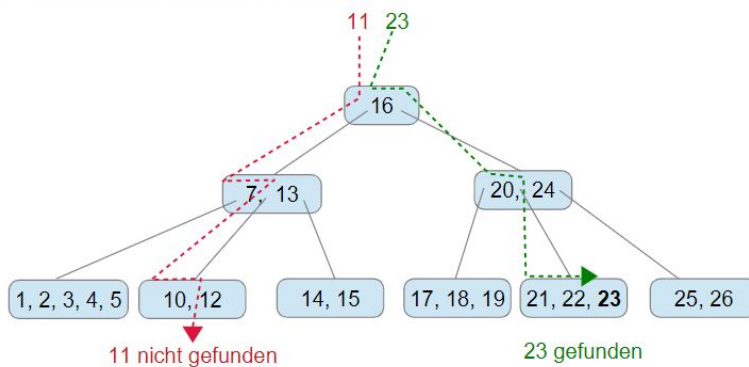 11 23
16
7, 13 20, 24
1, 2, 3, 4, 5 10, 12 14, 15 17, 18, 19 21, 22, 23 25, 26
11 nicht gefunden 23 gefunden